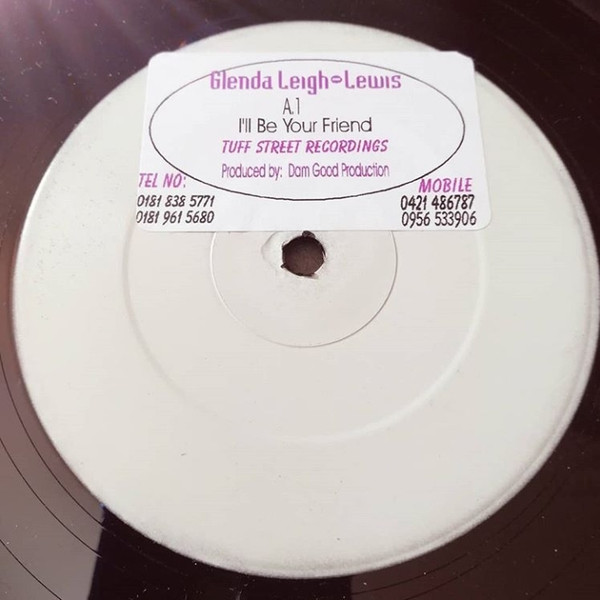 Glenda Leigh-Lewis
A.1
I'll Be Your Friend
TUFF STREET RECORDINGS
Produced by: Dam Good Production
TEL NO:
0181 838 5771
0181 961 5680
MOBILE
0421 486787
0956 533906